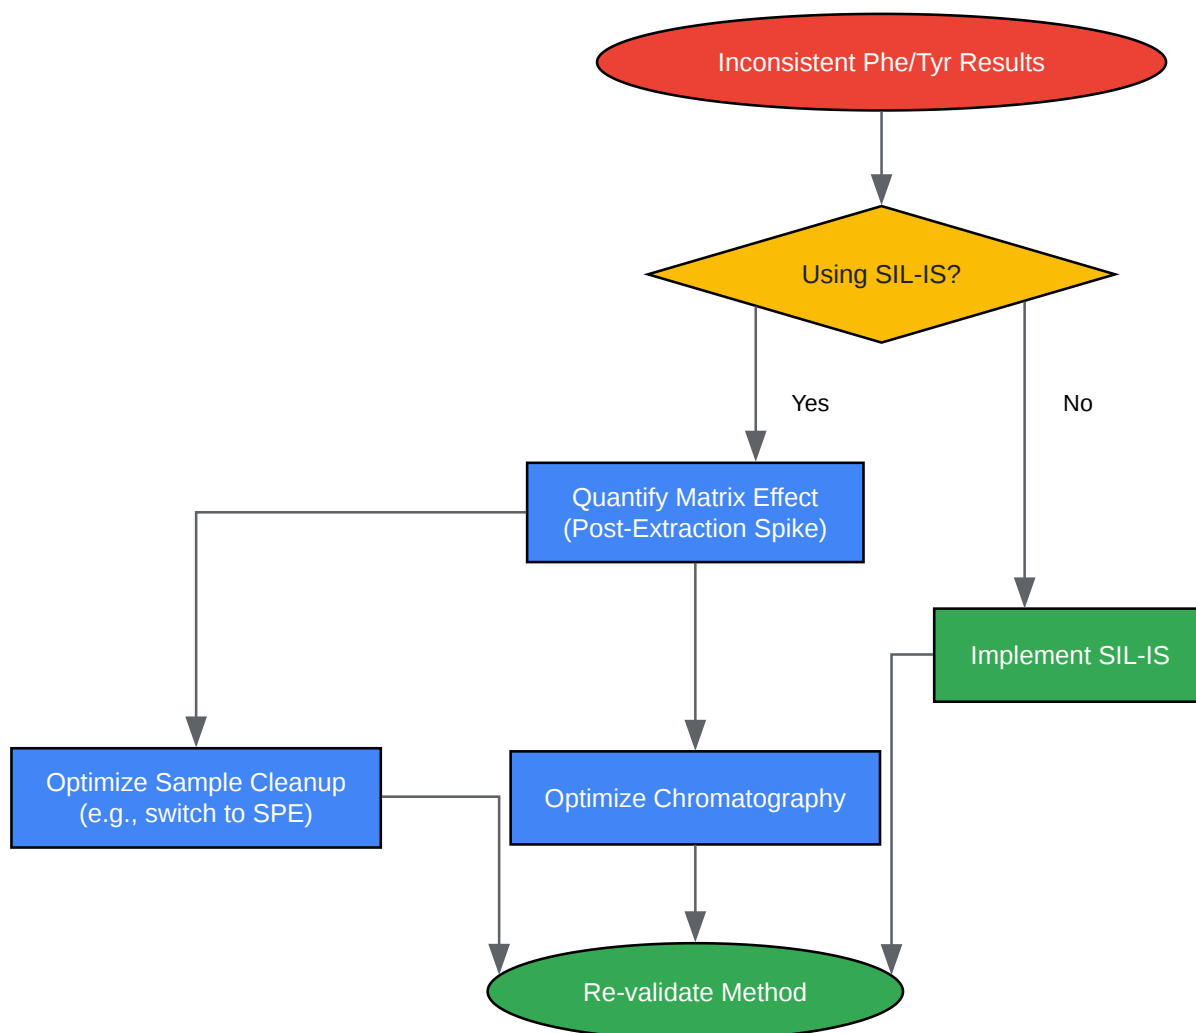 Inconsistent Phe/Tyr Results
Using SIL-IS?
Yes
No
Quantify Matrix Effect
(Post-Extraction Spike)
Implement SIL-IS
Optimize Sample Cleanup
(e.g., switch to SPE)
Optimize Chromatography
Re-validate Method